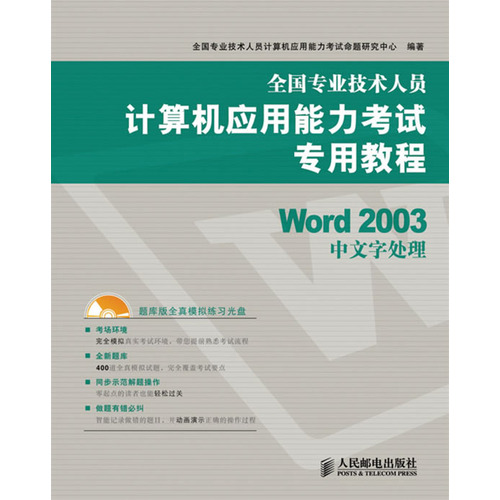 全国专业技术人员计算机应用能力考试命题研究中心 编著
全国专业技术人员
计算机应用能力考试
专用教程
Word 2003
中文字处理
题库版全真模拟练习光盘
考场环境
完全模拟真实考试环境，带您提前熟悉考试流程
全新题库
400道全真模拟试题，完全覆盖考试要点
同步示范解题操作
零起点的读者也能轻松过关
做题有错必纠
智能记录做错的题目，并动画演示正确的操作过程
人民邮电出版社
POSTS & TELECOM PRESS